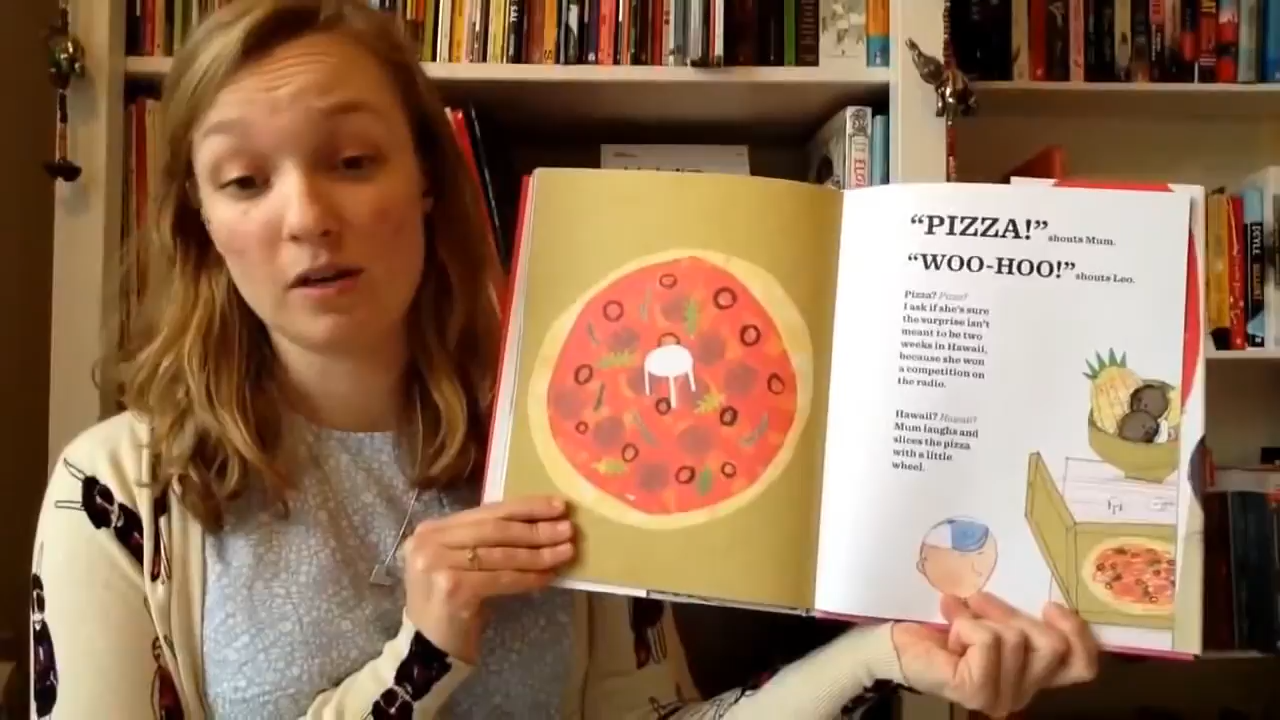 “PIZZA!” shouts Mum.
“WOO-HOO!” shouts Leo.
Pizza? Pizza?
I ask if she's sure
the surprise isn't
meant to be two
weeks in Hawaii,
because she won
a competition on
the radio.
Hawaii? Hawaii?
Mum laughs and
slices the pizza
with a little
wheel.